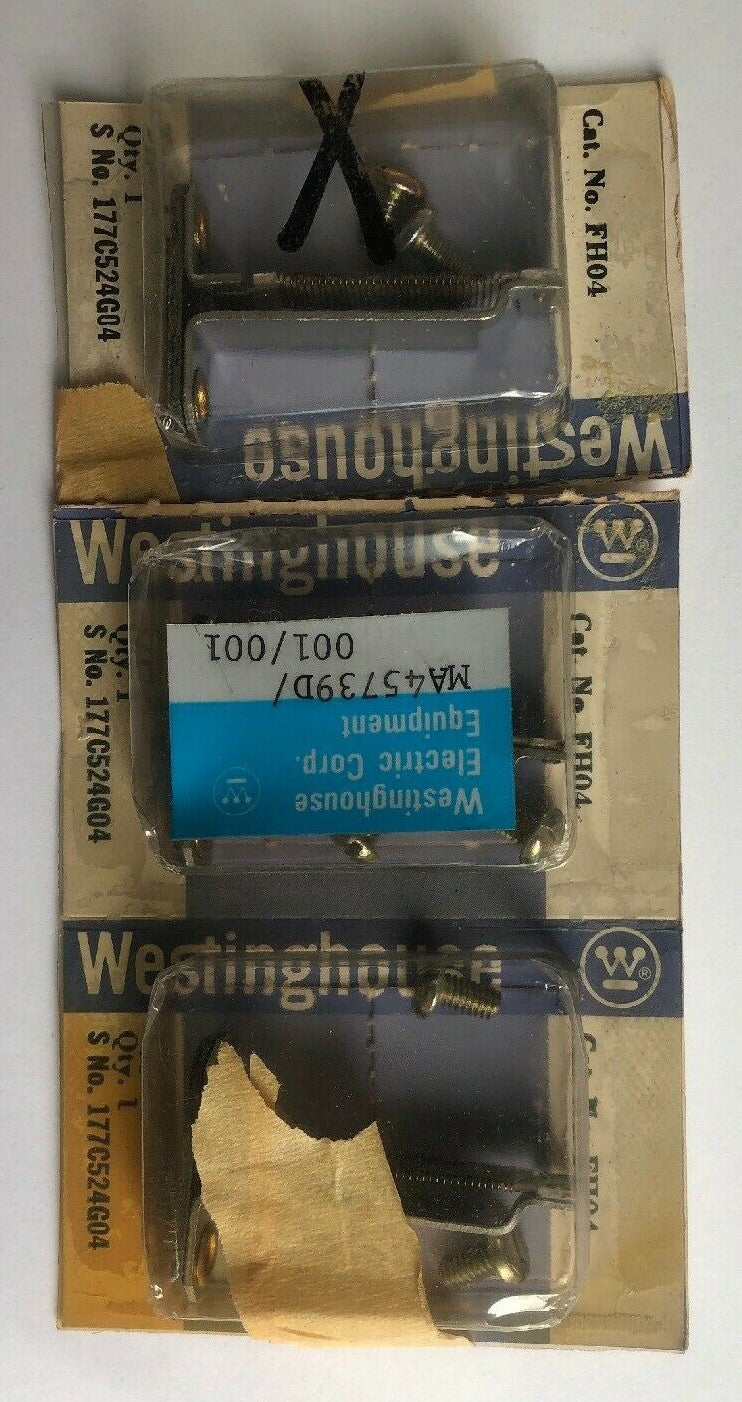 X
Cat. No. FH04
Qty. 1
S No. 177C524G04
Westinghouse
Westinghouse
W®
Qty. 1
S No. 177C524G04
Cat. No. FH04
Westinghouse
Electric Corp.
Equipment
W
MA45739D/
001/001
Westinghouse
W®
Qty. 1
S No. 177C524G04
FH04